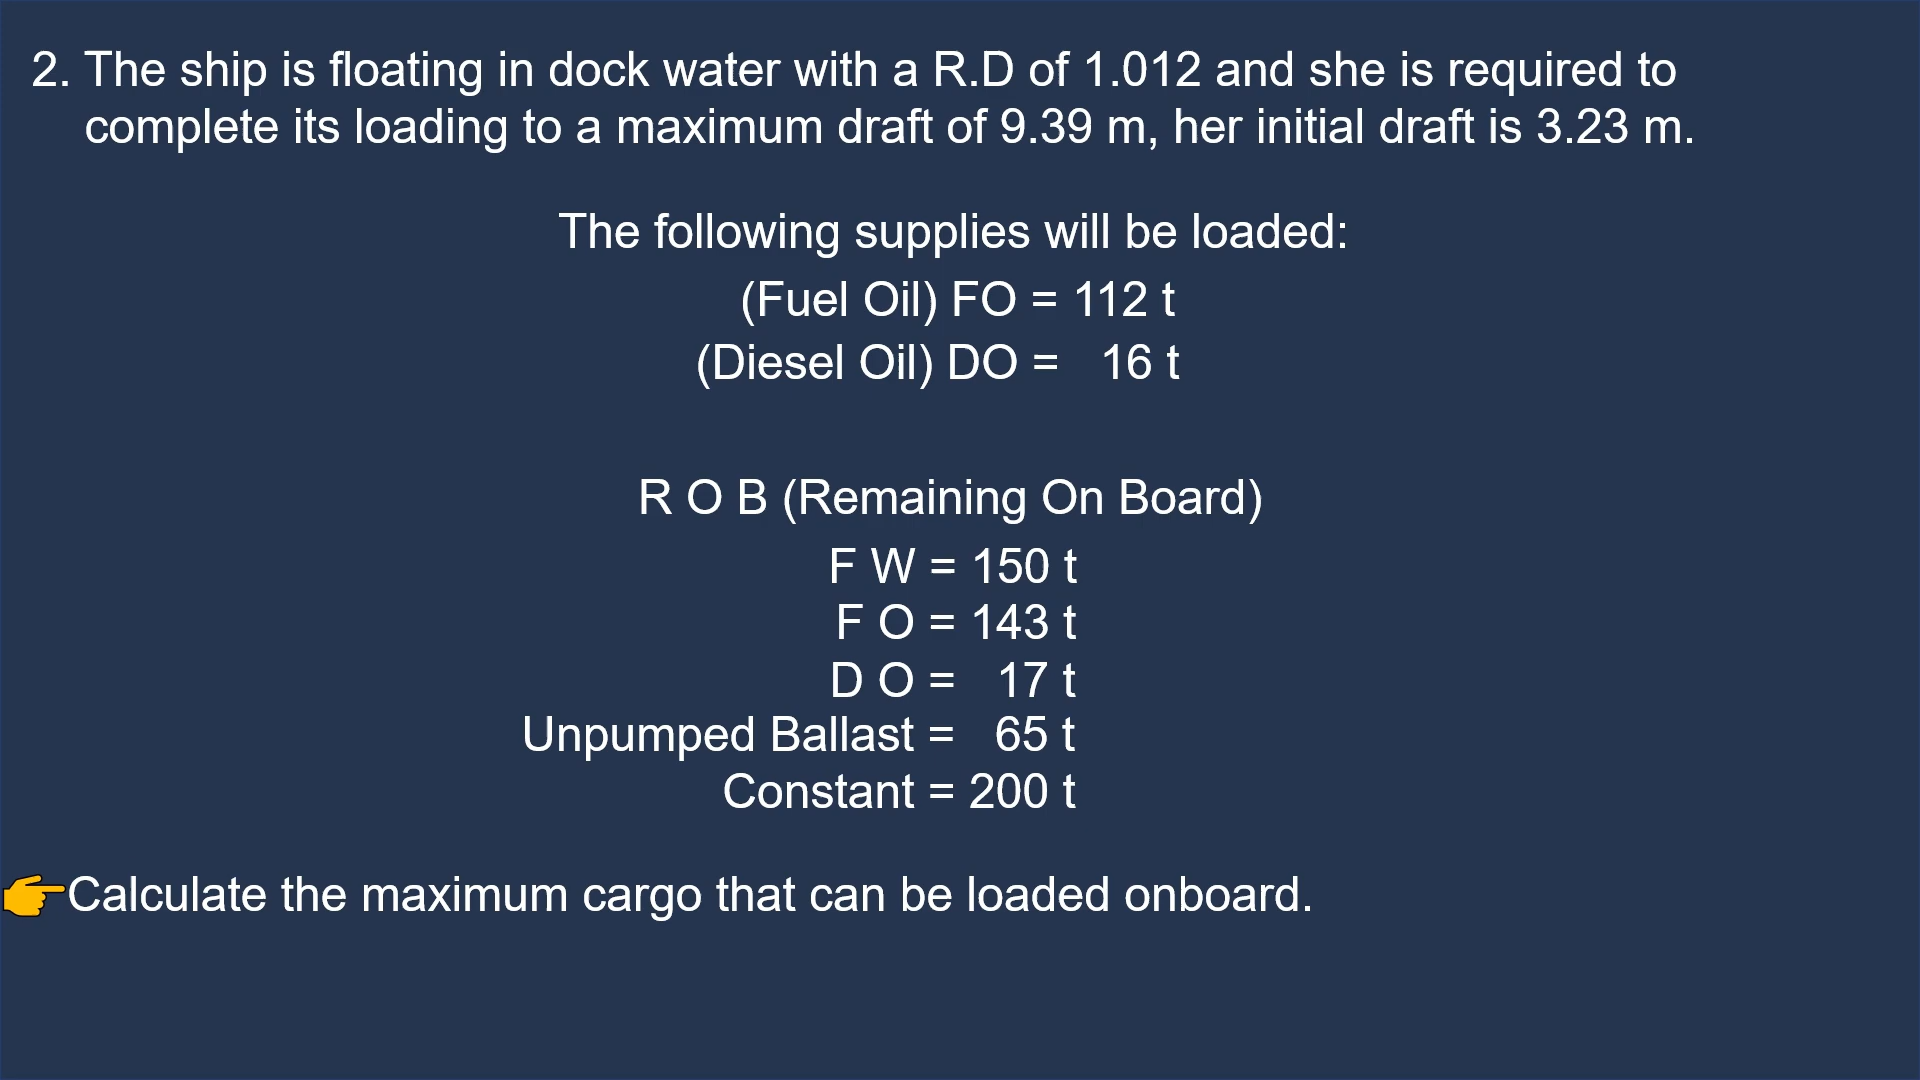 2. The ship is floating in dock water with a R.D of 1.012 and she is required to
complete its loading to a maximum draft of 9.39 m, her initial draft is 3.23 m.
The following supplies will be loaded:
(Fuel Oil) FO = 112 t
(Diesel Oil) DO = 16 t
R O B (Remaining On Board)
F W = 150 t
F O = 143 t
D O = 17 t
Unpumped Ballast = 65 t
Constant = 200 t
Calculate the maximum cargo that can be loaded onboard.